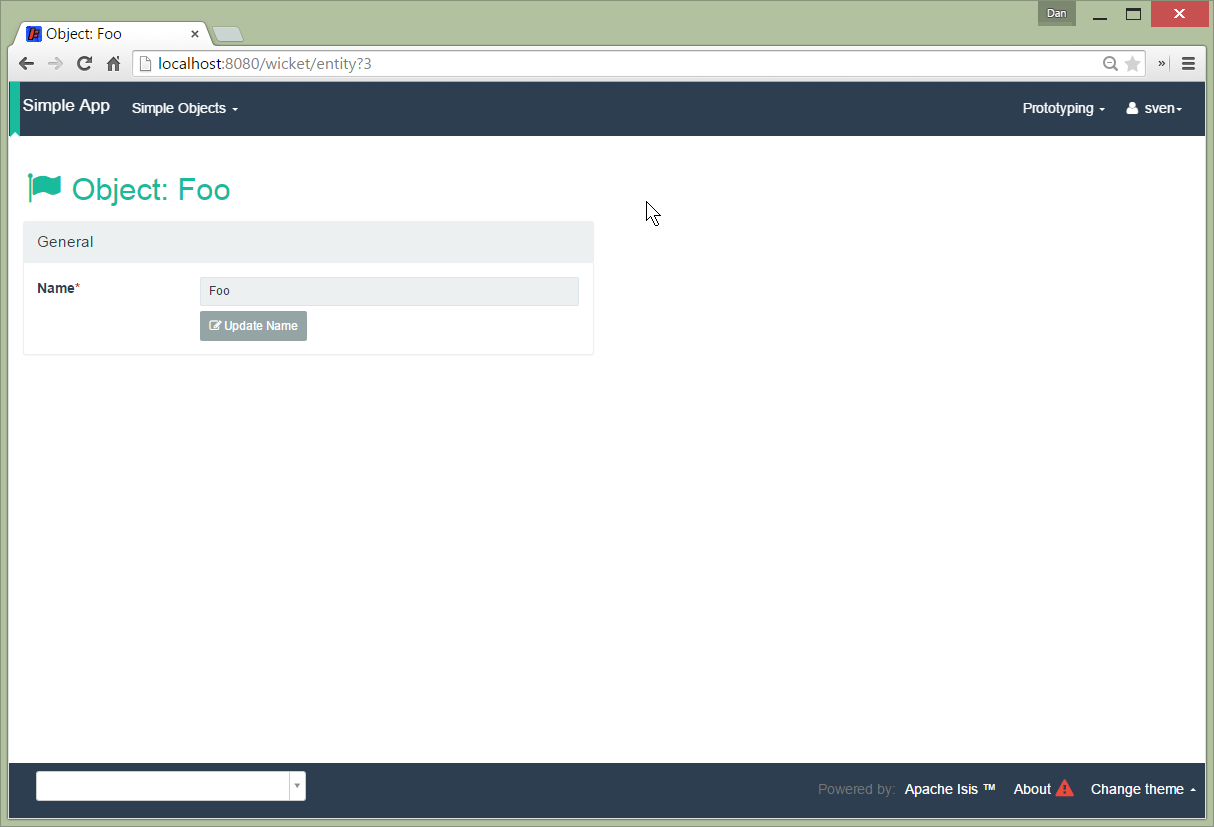 Dan
Object: Foo
localhost:8080/wicket/entity?3
Simple App Simple Objects Prototyping sven
Object: Foo
General
Name* Foo
Update Name
Powered by: Apache Isis ™ About Change theme